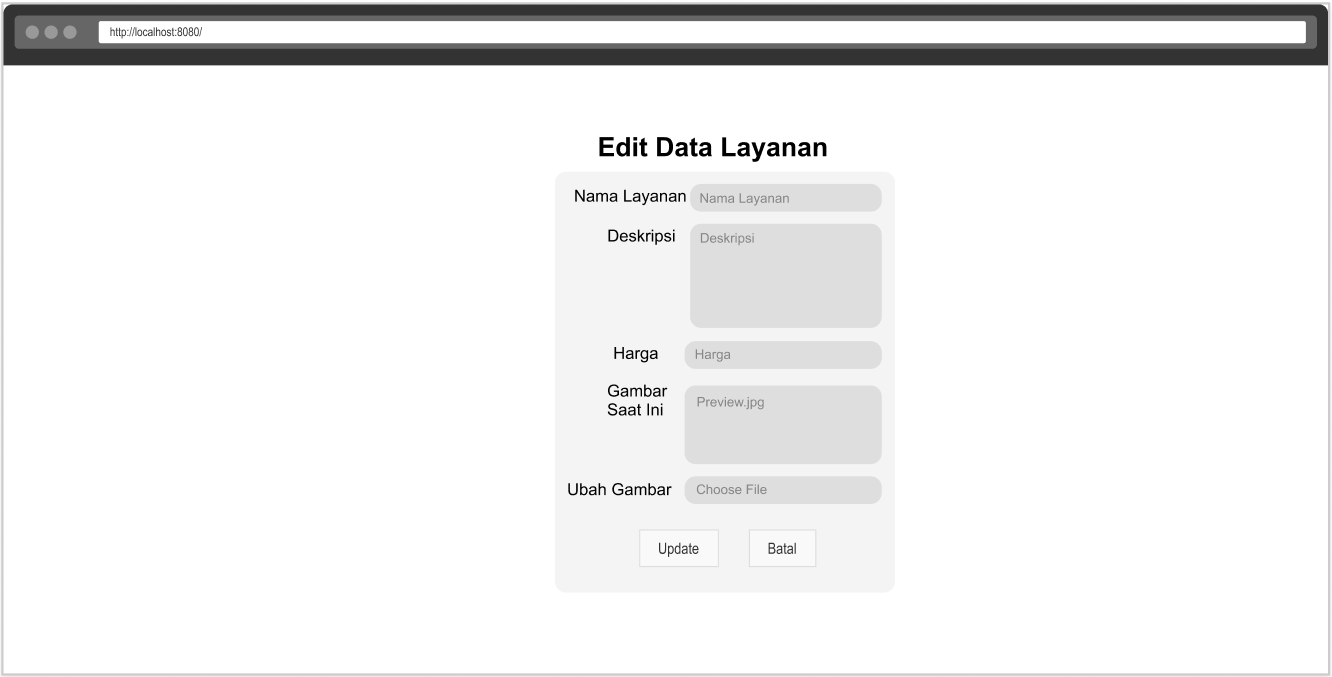 http://localhost:8080/
Edit Data Layanan
Nama Layanan Nama Layanan
Deskripsi Deskripsi
Harga Harga
Gambar
Saat Ini
Preview.jpg
Ubah Gambar Choose File
Update Batal